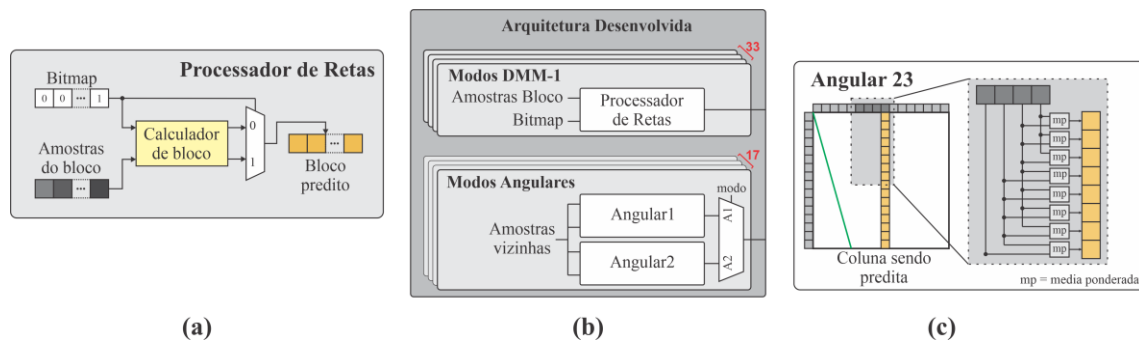 Processador de Retas
Bitmap
0 0 ... 1
Calculador
de bloco
0
1
Amostras
do bloco
...
...
Bloco
predito
(a)
Arquitetura Desenvolvida
33
Modos DMM-1
Amostras Bloco
Bitmap
Processador
de Retas
17
Modos Angulares
modo
Amostras
vizinhas
Angular1
Angular2
A1
A2
(b)
Angular 23
mp
mp
mp
mp
mp
mp
mp
mp
Coluna sendo
predita
mp = media ponderada
(c)